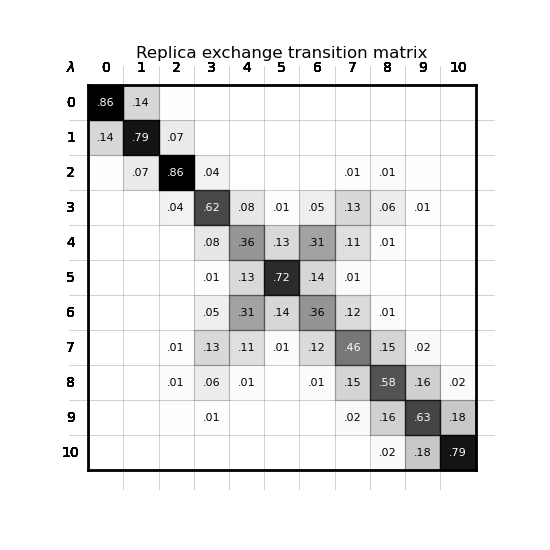 Replica exchange transition matrix
λ 0 1 2 3 4 5 6 7 8 9 10
0 .86 .14
1 .14 .79 .07
2 .07 .86 .04 .01 .01
3 .04 .62 .08 .01 .05 .13 .06 .01
4 .08 .36 .13 .31 .11 .01
5 .01 .13 .72 .14 .01
6 .05 .31 .14 .36 .12 .01
7 .01 .13 .11 .01 .12 .46 .15 .02
8 .01 .06 .01 .01 .15 .58 .16 .02
9 .01 .02 .16 .63 .18
10 .02 .18 .79